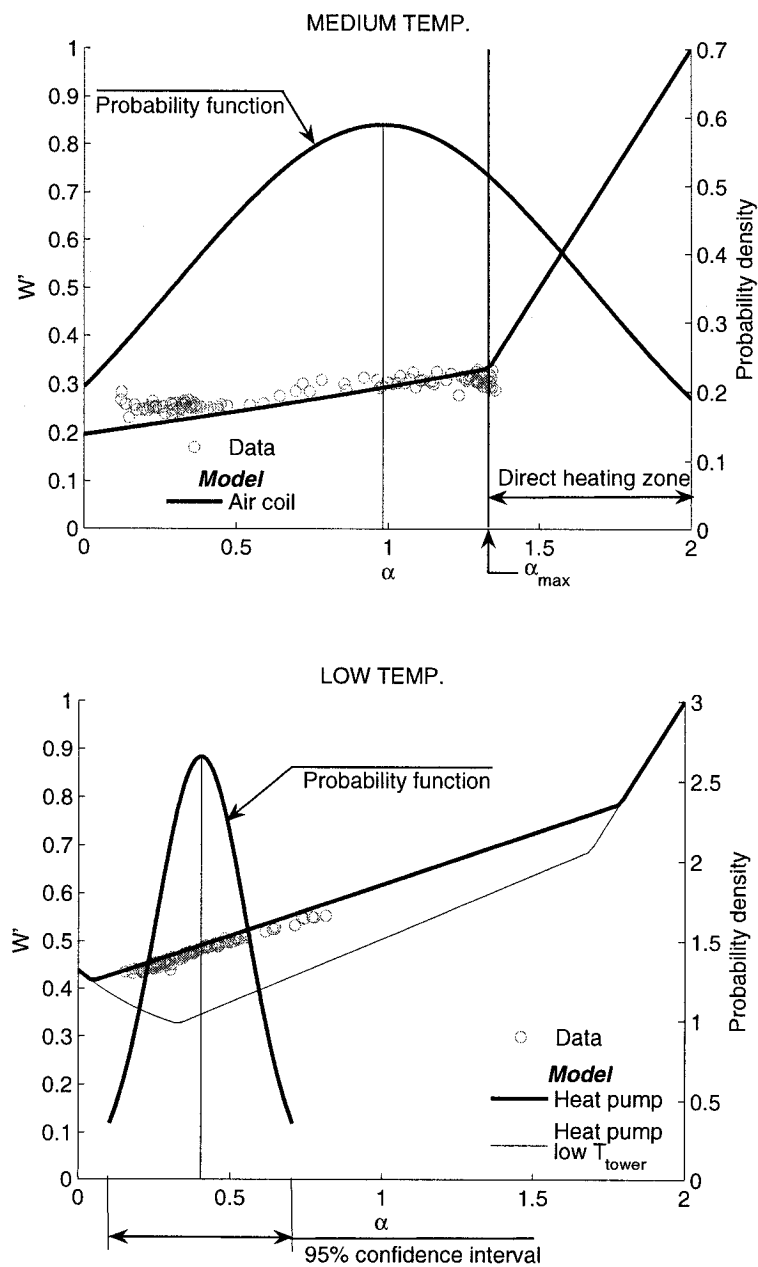 MEDIUM TEMP.
1
0.9
0.8
0.7
0.6
0.5
0.4
0.3
0.2
0.1
0
W'
Probability function
0.7
0.6
0.5
0.4
0.3
0.2
0.1
0
Probability density
Data
Model
Air coil
Direct heating zone
0 0.5 1 1.5 2
α
αmax
LOW TEMP.
1
0.9
0.8
0.7
0.6
0.5
0.4
0.3
0.2
0.1
0
W'
Probability function
3
2.5
2
1.5
1
0.5
0
Probability density
Data
Model
Heat pump
Heat pump
low Ttower
0 0.5 1 1.5 2
α
95% confidence interval